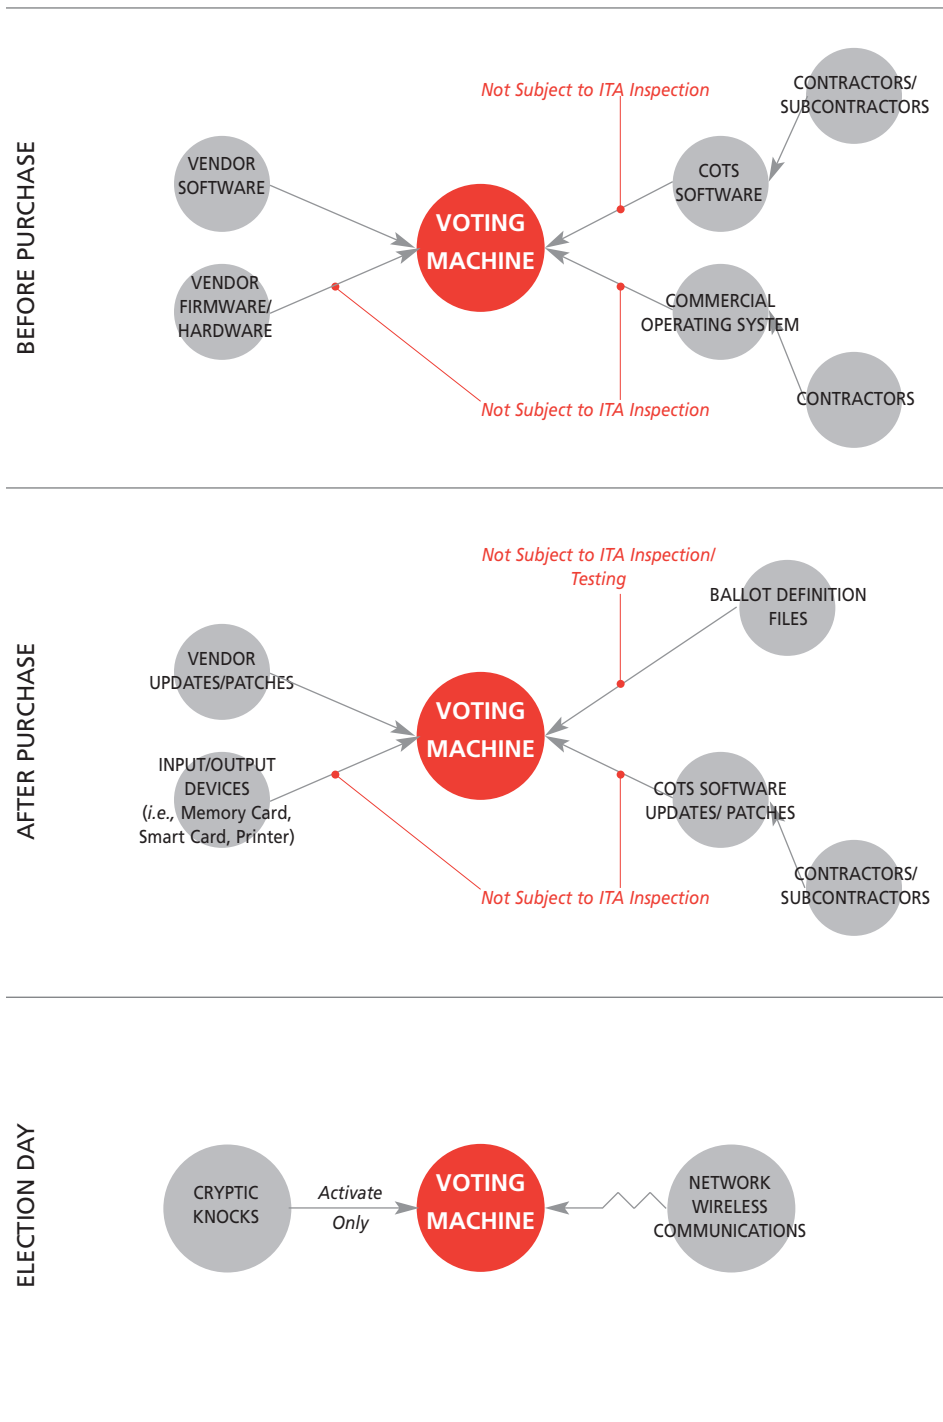 BEFORE PURCHASE
Not Subject to ITA Inspection
CONTRACTORS/
SUBCONTRACTORS
VENDOR
SOFTWARE
COTS
SOFTWARE
VOTING
MACHINE
VENDOR
FIRMWARE/
HARDWARE
COMMERCIAL
OPERATING SYSTEM
CONTRACTORS
Not Subject to ITA Inspection
AFTER PURCHASE
Not Subject to ITA Inspection/
Testing
BALLOT DEFINITION
FILES
VENDOR
UPDATES/PATCHES
VOTING
MACHINE
INPUT/OUTPUT
DEVICES
(i.e., Memory Card,
Smart Card, Printer)
COTS SOFTWARE
UPDATES/ PATCHES
CONTRACTORS/
SUBCONTRACTORS
Not Subject to ITA Inspection
ELECTION DAY
CRYPTIC
KNOCKS
Activate
Only
VOTING
MACHINE
NETWORK
WIRELESS
COMMUNICATIONS